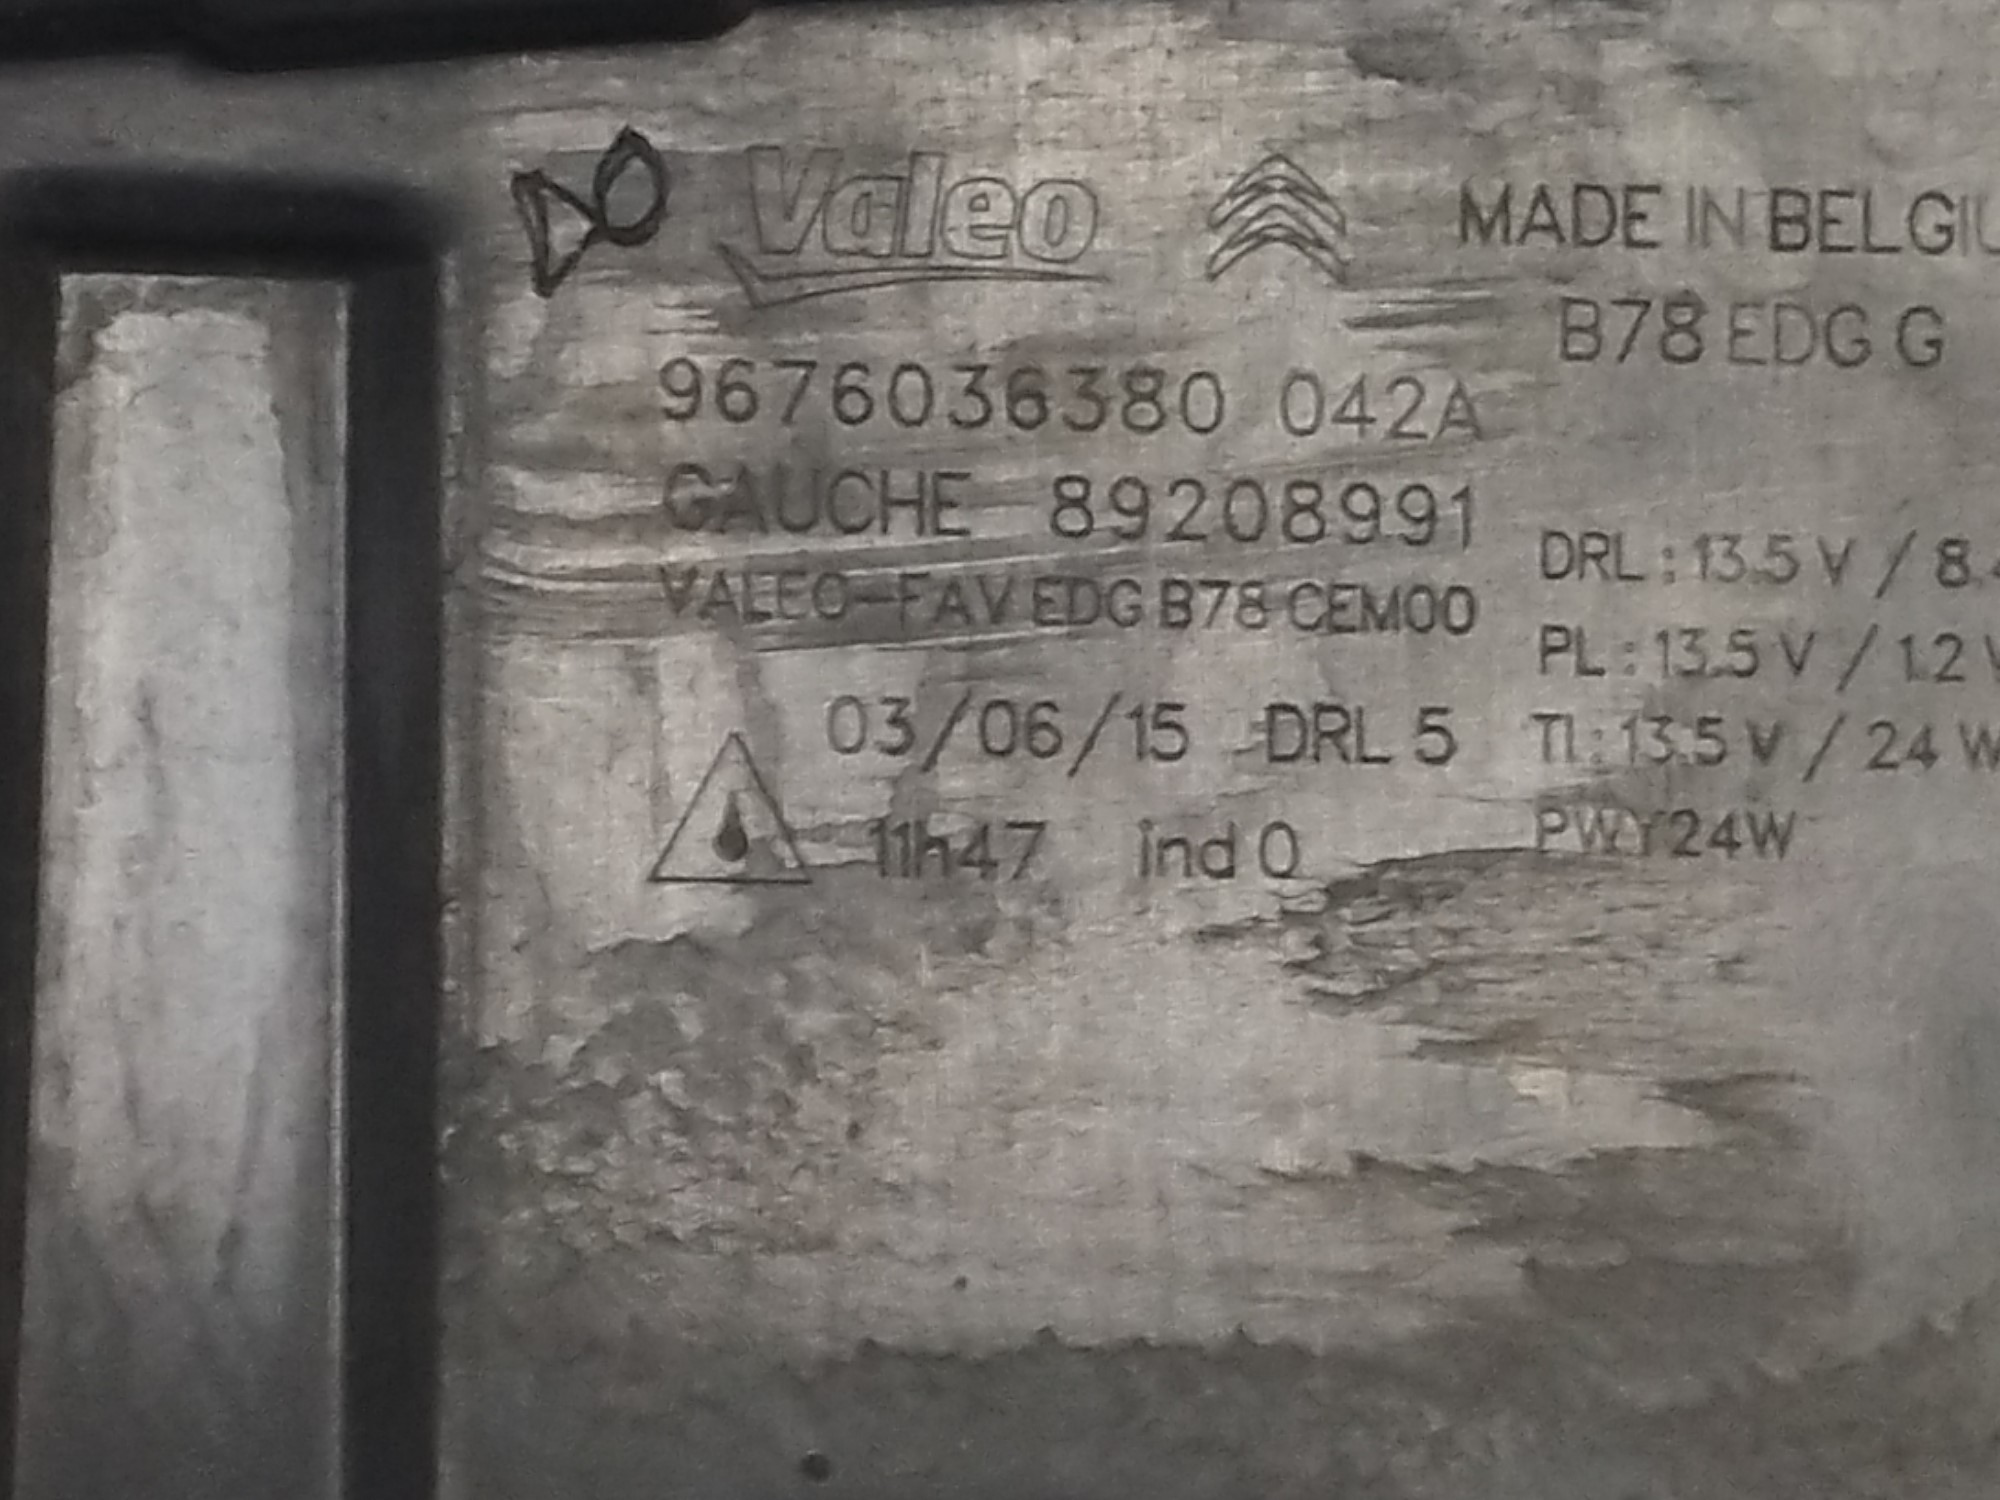 Valeo MADE IN BELGIU
B78 EDG G
9676036380 042A
GAUCHE 89208991
VALEO-FAV EDG B78 CEM00
03/06/15 DRL 5
11h47 ind 0
DRL : 13.5 V / 8.4
PL : 13.5 V / 1.2 W
TI : 13.5 V / 24 W
PWY24W